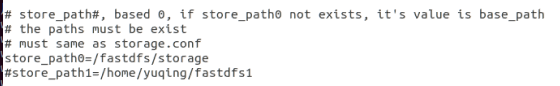 # store_path#, based 0, if store_path0 not exists, it's value is base_path
# the paths must be exist
# must same as storage.conf
store_path0=/fastdfs/storage
#store_path1=/home/yuqing/fastdfs1